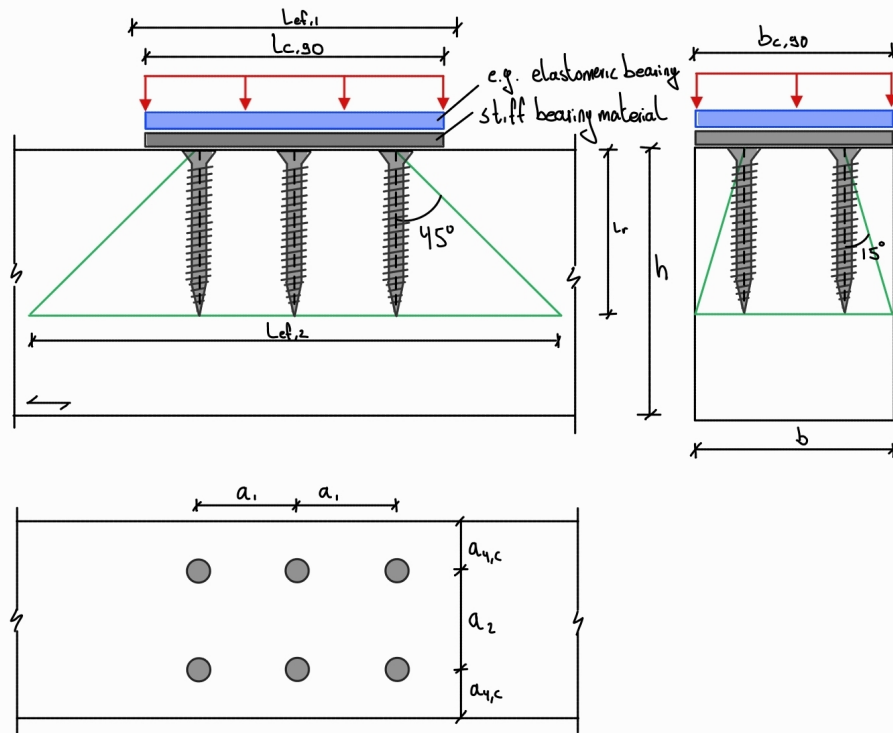 Lef,1
Lc,90
bc,90
e.g. elastomeric bearing
stiff bearing material
45°
15°
Lr
h
Lef,2
b
a1
a1
a4,c
a2
a4,c